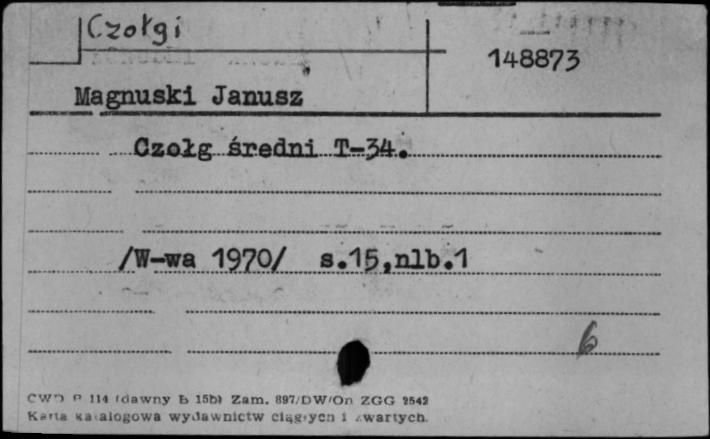 Czołgi
148873
Magnuski Janusz
Czołg średni T-34.
/W-wa 1970/ s.15,nlb.1
6
CWD P 114 (dawny B 15b) Zam. 897/DW/On ZGG 2542
Karta katalogowa wydawnictw ciągłych i zwartych.